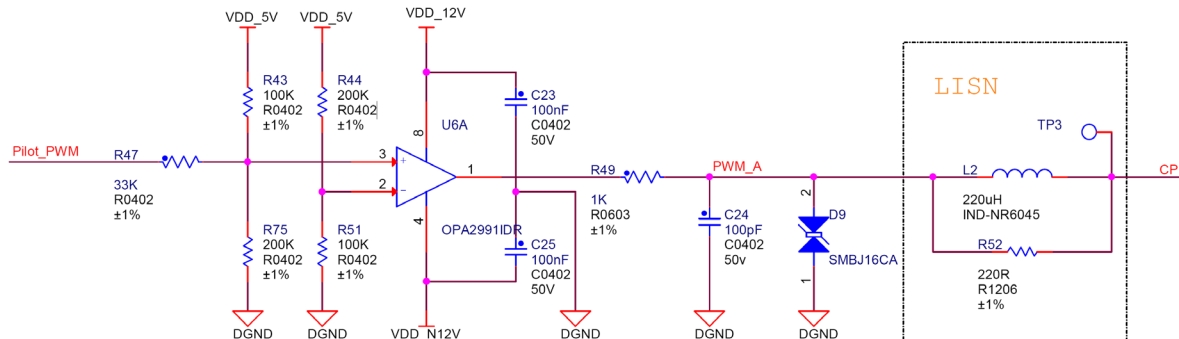 VDD_5V
VDD_5V
VDD_12V
R43
100K
R0402
±1%
R44
200K
R0402
±1%
C23
100nF
C0402
50V
U6A
8
LISN
TP3
Pilot_PWM
R47
33K
R0402
±1%
3
+
2
−
1
4
R49
1K
R0603
±1%
PWM_A
L2
220uH
IND-NR6045
CP
R75
200K
R0402
±1%
R51
100K
R0402
±1%
OPA2991IDR
C25
100nF
C0402
50V
C24
100pF
C0402
50v
2
D9
SMBJ16CA
1
R52
220R
R1206
±1%
DGND
DGND
VDD_N12V
DGND
DGND
DGND